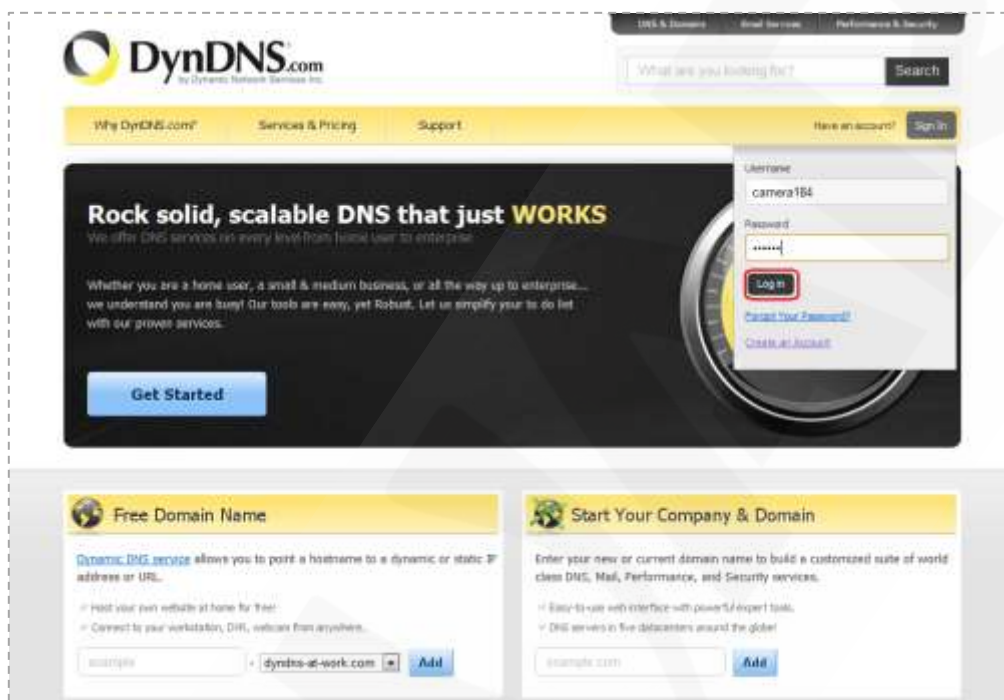 DNS & Domains Email Services Performance & Security
DynDNS.com
by Dynamic Network Services Inc.
What are you looking for? Search
Why DynDNS.com? Services & Pricing Support Have an account? Sign In
Username
camera184
Password
•••••••
Log in
Forgot Your Password?
Create an Account
Rock solid, scalable DNS that just WORKS
We offer DNS services on every level from home user to enterprise
Whether you are a home user, a small & medium business, or all the way up to enterprise...
we understand you are busy! Our tools are easy, yet Robust. Let us simplify your to do list
with our proven services.
Get Started
Free Domain Name
Dynamic DNS service allows you to point a hostname to a dynamic or static IP
address or URL.
Host your own website at home for free!
Connect to your workstation, DVR, webcam from anywhere.
example . dyndns-at-work.com Add
Start Your Company & Domain
Enter your new or current domain name to build a customized suite of world
class DNS, Mail, Performance, and Security services.
Easy-to-use web interface with powerful expert tools.
DNS servers in five datacenters around the globe!
example.com Add